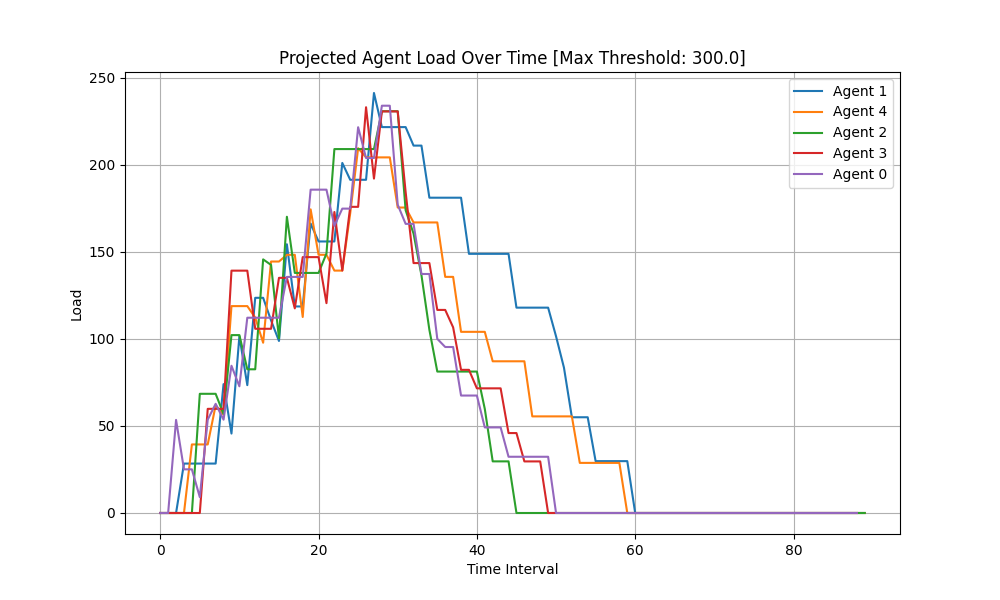 Projected Agent Load Over Time [Max Threshold: 300.0]
250
200
150
100
50
0
Load
0 20 40 60 80
Time Interval
Agent 1
Agent 4
Agent 2
Agent 3
Agent 0